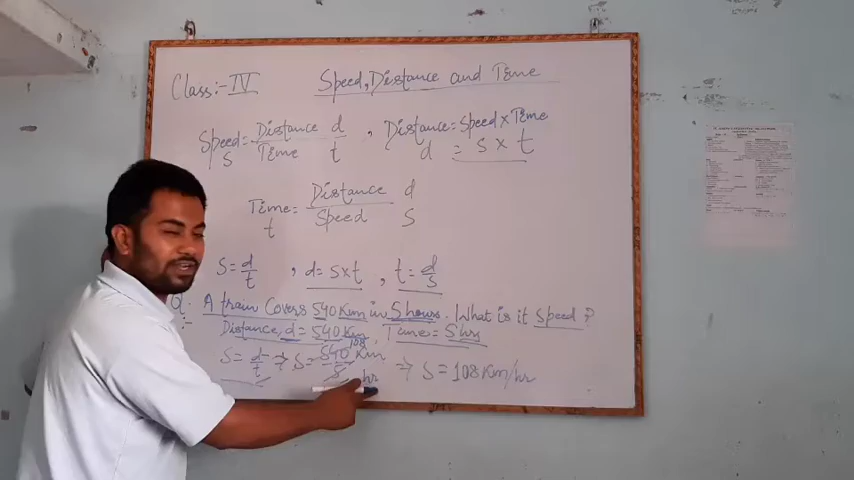 Class:- IV Speed, Distance and Time
Speed = Distance / Time d / t , Distance = Speed × Time
S d = s × t
Time = Distance / Speed d / s
t
S = d/t , d = s×t , t = d/s
Q:- A train Covers 540 Km in 5 hours. What is it Speed?
Distance, d = 540 Km, Time = 5 hrs
S = d/t ⇒ S = 540 108 Km / 5 hr ⇒ S = 108 Km/hr